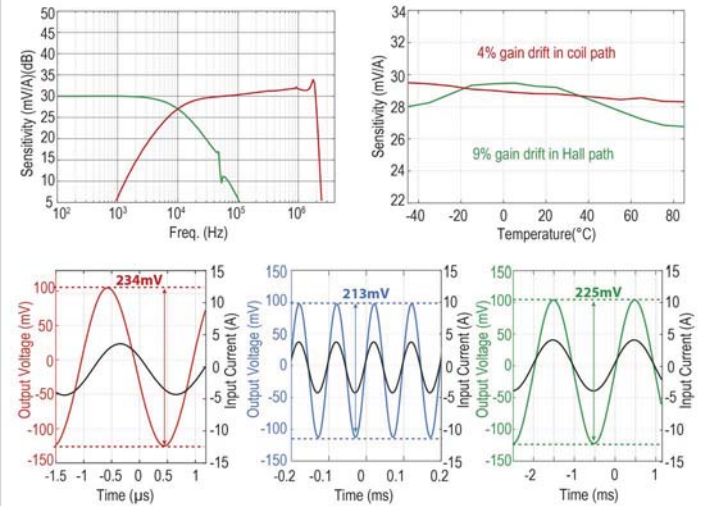 50
45
40
35
30
25
20
15
10
5
Sensitivity (mV/A)(dB)
10² 10³ 10⁴ 10⁵ 10⁶
Freq. (Hz)
34
32
30
28
26
24
22
Sensitivity (mV/A)
4% gain drift in coil path
9% gain drift in Hall path
-40 -20 0 20 40 60 80
Temperature(°C)
234mV
100
50
0
-50
-100
-150
Output Voltage (mV)
15
10
5
0
-5
-10
-15
Input Current (A)
-1.5 -1 -0.5 0 0.5 1
Time (μs)
213mV
150
100
50
0
-50
-100
-150
Output Voltage (mV)
15
10
5
0
-5
-10
-15
Input Current (A)
-0.2 -0.1 0 0.1 0.2
Time (ms)
225mV
150
100
50
0
-50
-100
-150
Output Voltage (mV)
15
10
5
0
-5
-10
-15
Input Current (A)
-2 -1 0 1
Time (ms)